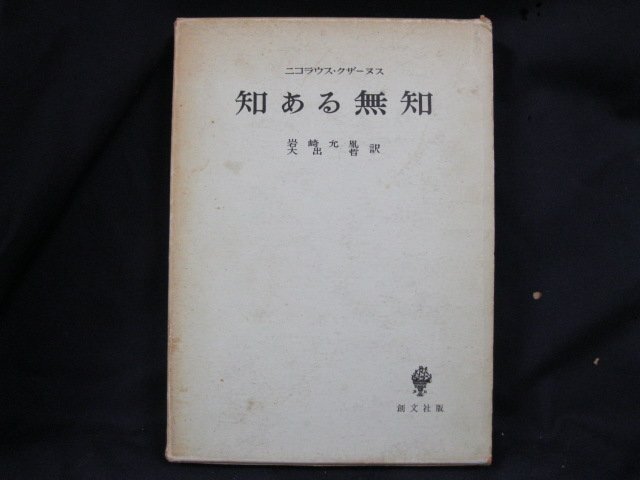 ニコラウス・クザーヌス
知ある無知
岩崎允胤
大出哲 訳
創文社版